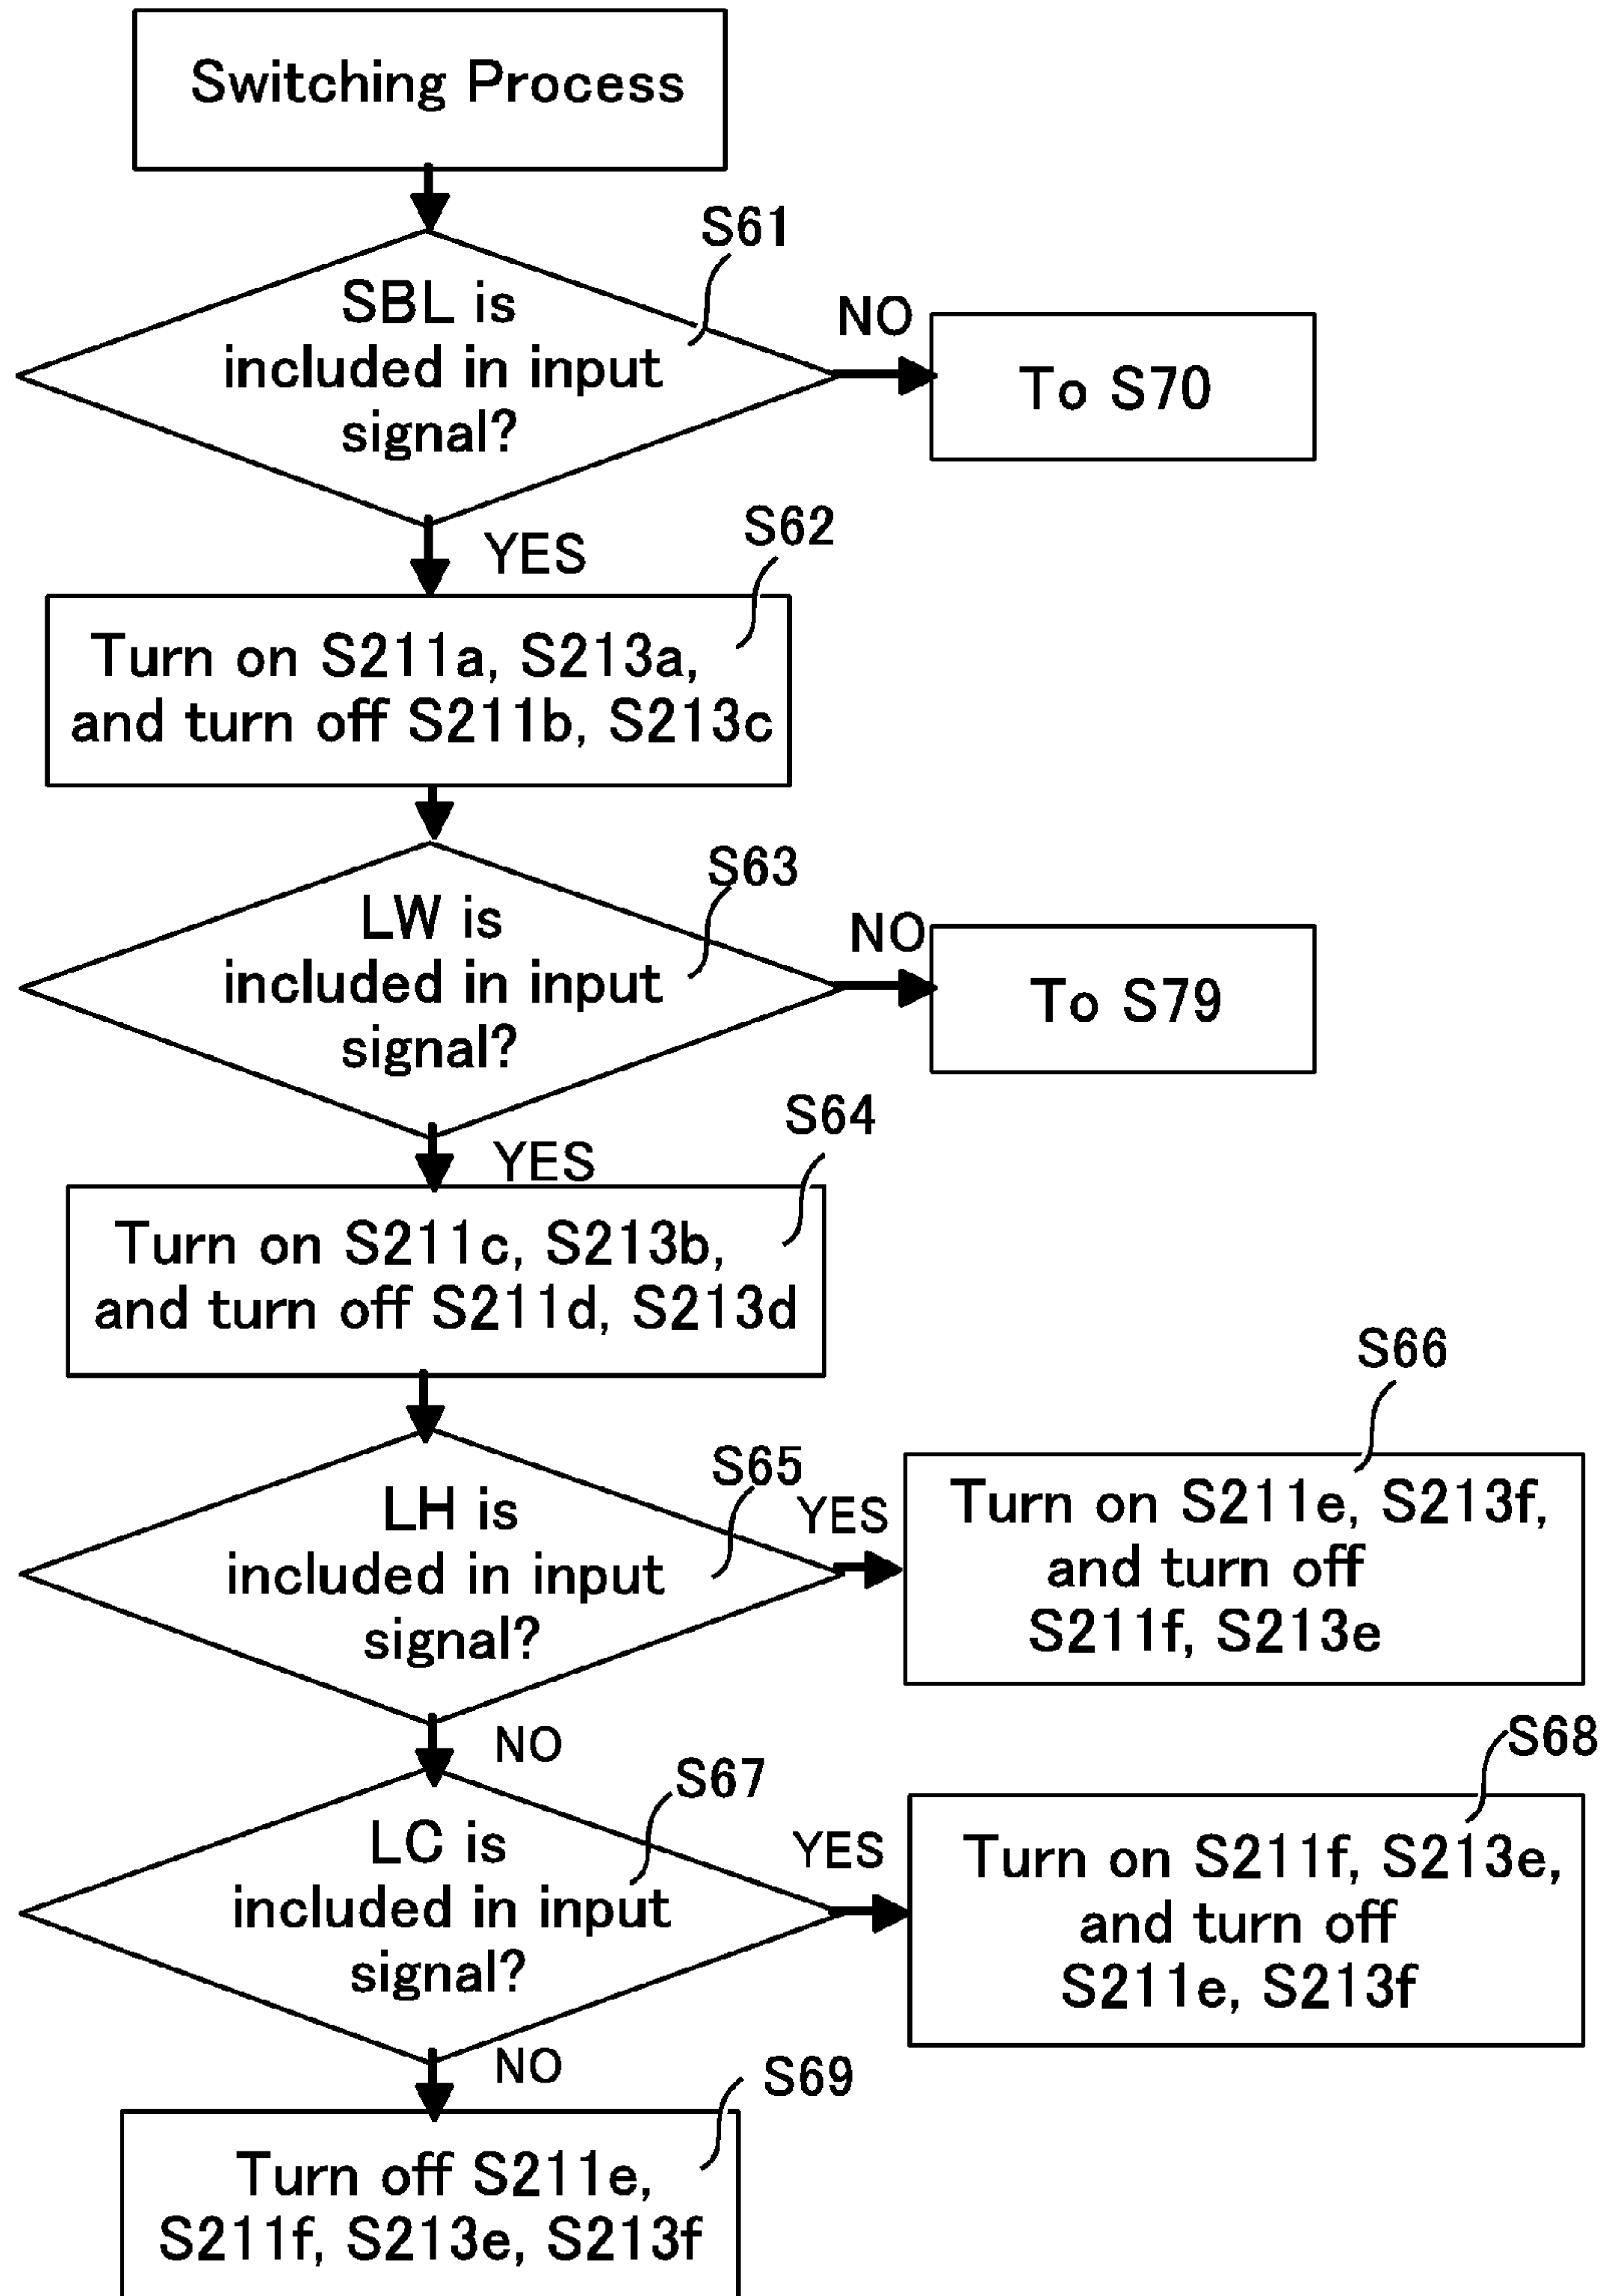 Switching Process
S61
SBL is
included in input
signal?
NO
To S70
YES
S62
Turn on S211a, S213a,
and turn off S211b, S213c
S63
LW is
included in input
signal?
NO
To S79
YES
S64
Turn on S211c, S213b,
and turn off S211d, S213d
S65
LH is
included in input
signal?
YES
S66
Turn on S211e, S213f,
and turn off
S211f, S213e
NO
S67
LC is
included in input
signal?
YES
S68
Turn on S211f, S213e,
and turn off
S211e, S213f
NO
S69
Turn off S211e,
S211f, S213e, S213f